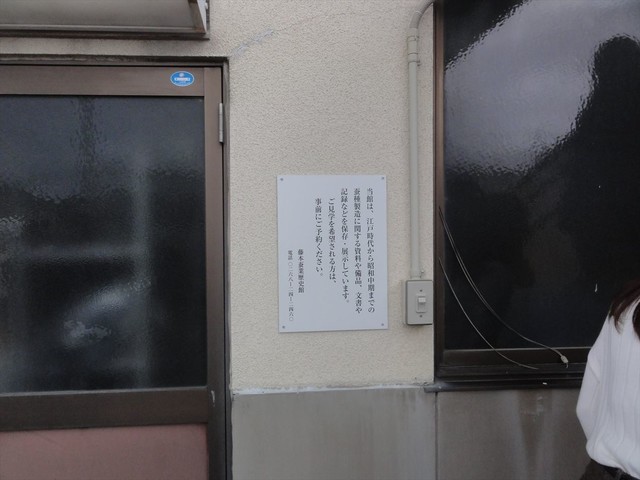 当館は、江戸時代から昭和中期までの
蚕種製造に関する資料や備品、文書や
記録などを保存・展示しています。
ご見学を希望される方は、
事前にご予約ください。
藤本蚕業歴史館